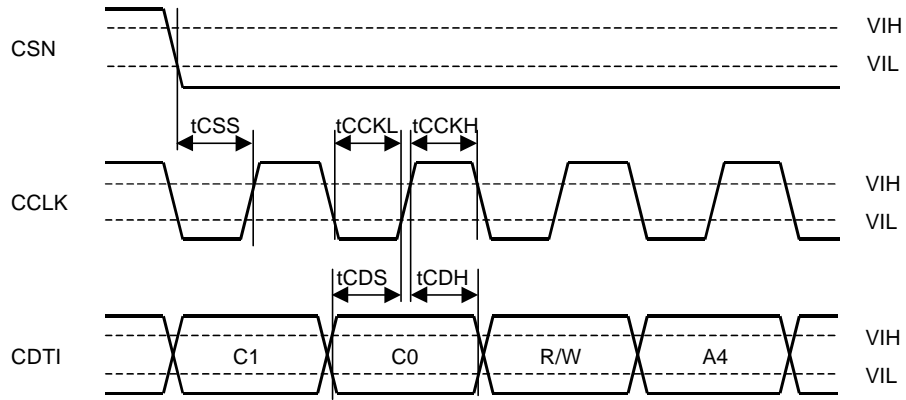 VIH
CSN
VIL
tCSS tCCKL tCCKH
VIH
CCLK
VIL
tCDS tCDH
VIH
CDTI C1 C0 R/W A4
VIL